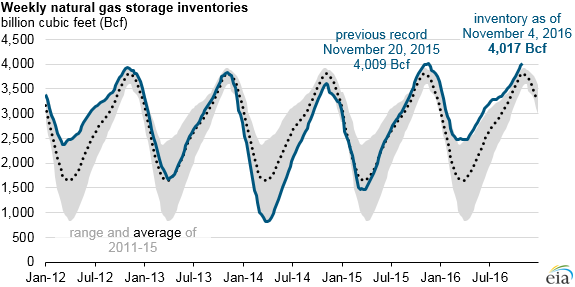 Weekly natural gas storage inventories
billion cubic feet (Bcf)
previous record
November 20, 2015
4,009 Bcf
inventory as of
November 4, 2016
4,017 Bcf
4,500
4,000
3,500
3,000
2,500
2,000
1,500
1,000
500
0
range and average of
2011-15
Jan-12 Jul-12 Jan-13 Jul-13 Jan-14 Jul-14 Jan-15 Jul-15 Jan-16 Jul-16
eia